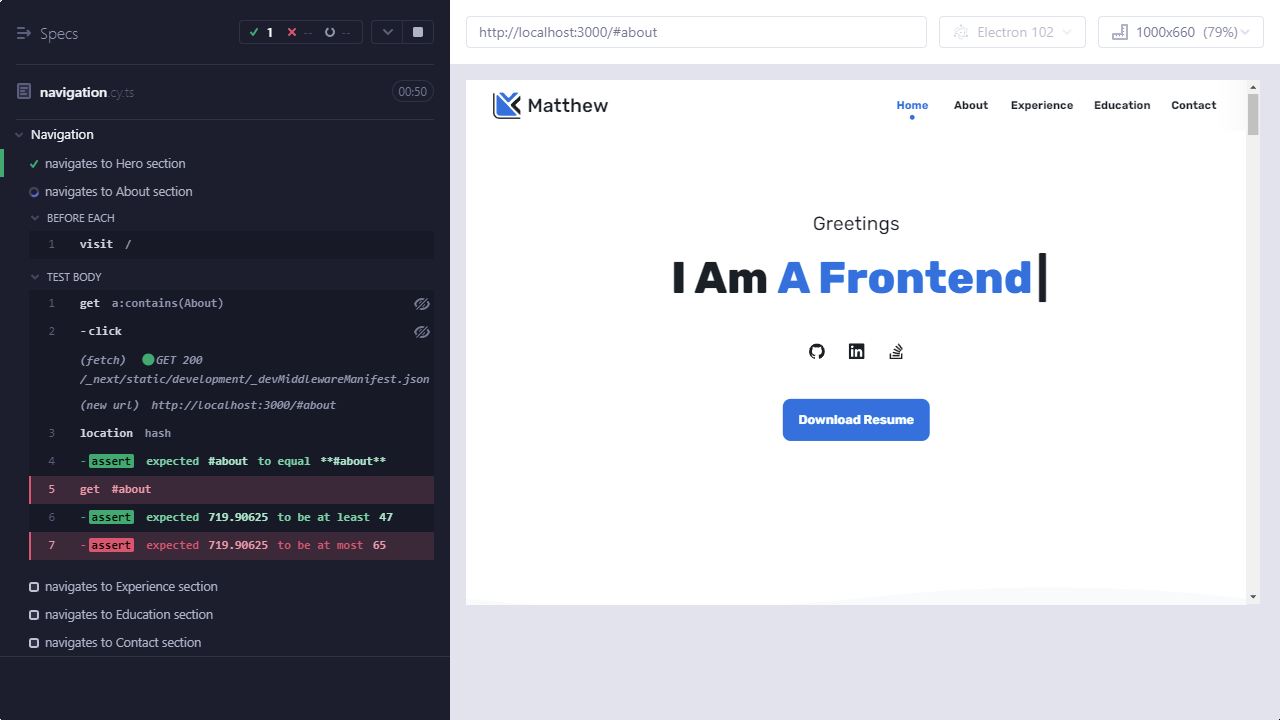 Specs
1 -- --
navigation.cy.ts 00:50
Navigation
navigates to Hero section
navigates to About section
BEFORE EACH
1 visit /
TEST BODY
1 get a:contains(About)
2 -click
(fetch) GET 200
/_next/static/development/_devMiddlewareManifest.json
(new url) http://localhost:3000/#about
3 location hash
4 -assert expected #about to equal **#about**
5 get #about
6 -assert expected 719.90625 to be at least 47
7 -assert expected 719.90625 to be at most 65
navigates to Experience section
navigates to Education section
navigates to Contact section
http://localhost:3000/#about
Electron 102
1000x660 (79%)
Matthew
Home About Experience Education Contact
Greetings
I Am A Frontend|
Download Resume